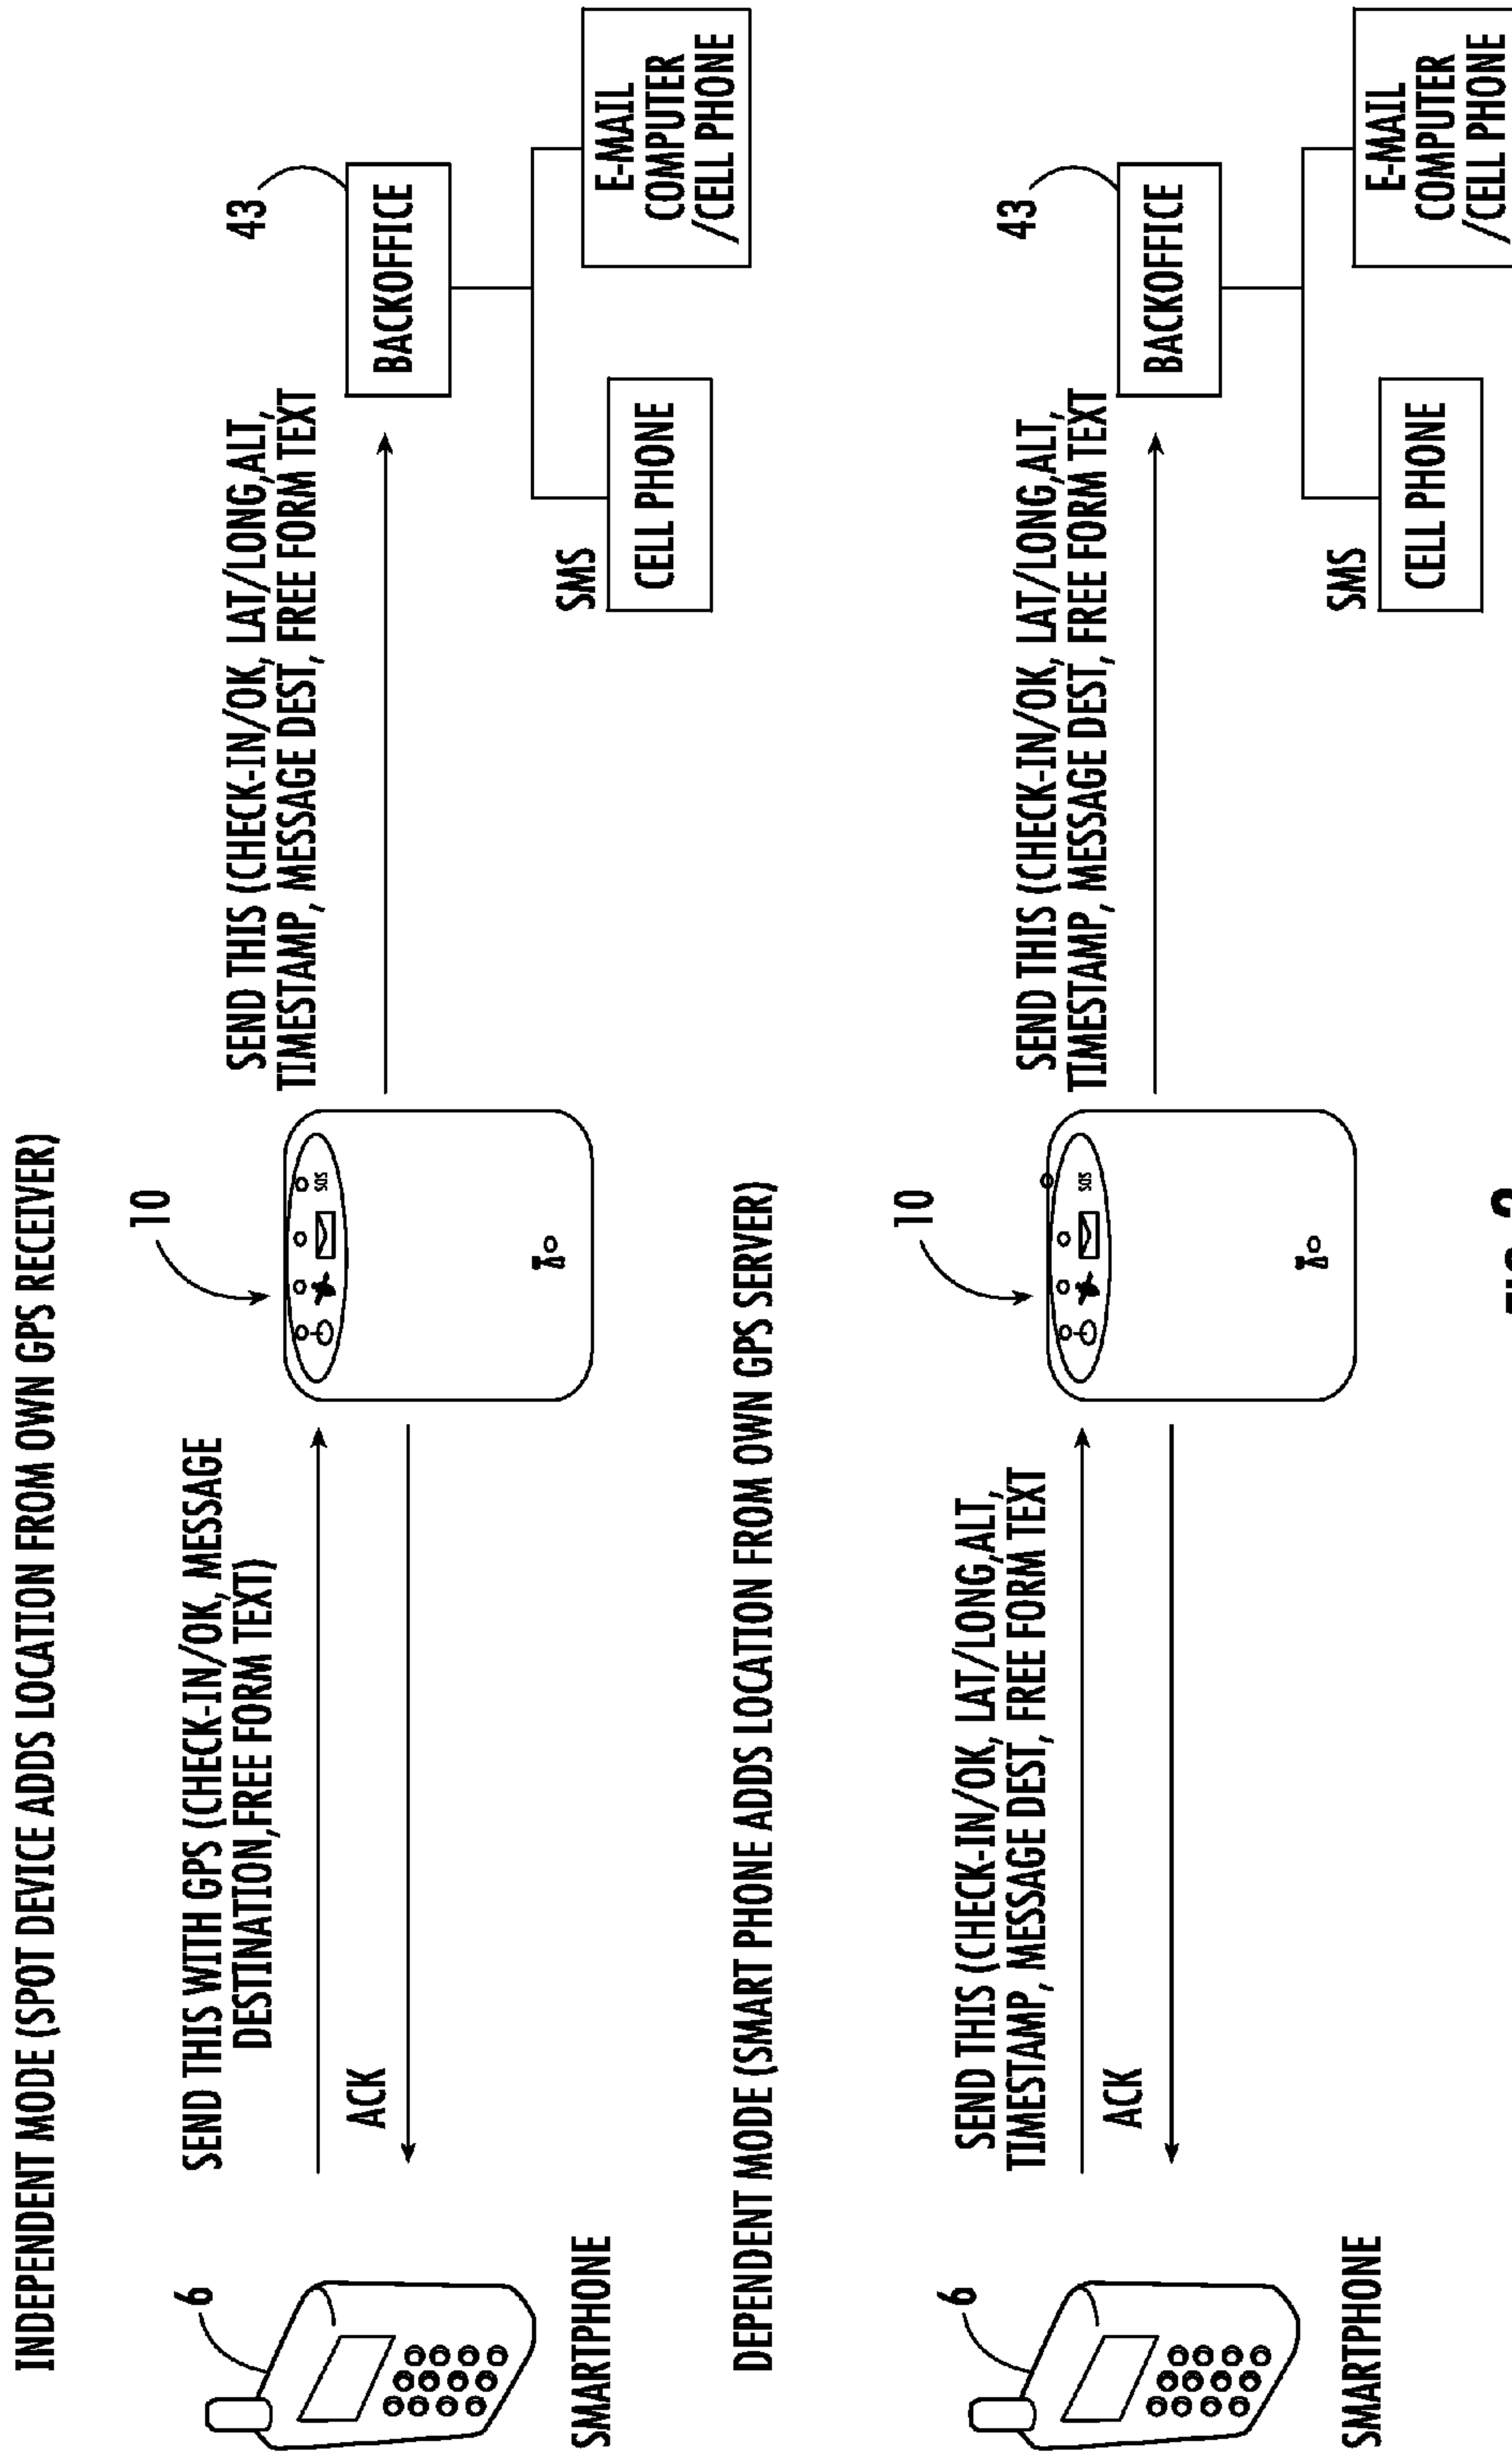 INDEPENDENT MODE (SPOT DEVICE ADDS LOCATION FROM OWN GPS RECEIVER)
6
SMARTPHONE
SEND THIS WITH GPS (CHECK-IN/OK, MESSAGE
DESTINATION,FREE FORM TEXT)
ACK
10
SOS
SEND THIS (CHECK-IN/OK, LAT/LONG,ALT,
TIMESTAMP, MESSAGE DEST, FREE FORM TEXT
43
BACKOFFICE
SMS
CELL PHONE
E-MAIL
COMPUTER
/CELL PHONE
DEPENDENT MODE (SMART PHONE ADDS LOCATION FROM OWN GPS SERVER)
6
SMARTPHONE
SEND THIS (CHECK-IN/OK, LAT/LONG,ALT,
TIMESTAMP, MESSAGE DEST, FREE FORM TEXT
ACK
10
SOS
SEND THIS (CHECK-IN/OK, LAT/LONG,ALT,
TIMESTAMP, MESSAGE DEST, FREE FORM TEXT
43
BACKOFFICE
SMS
CELL PHONE
E-MAIL
COMPUTER
/CELL PHONE